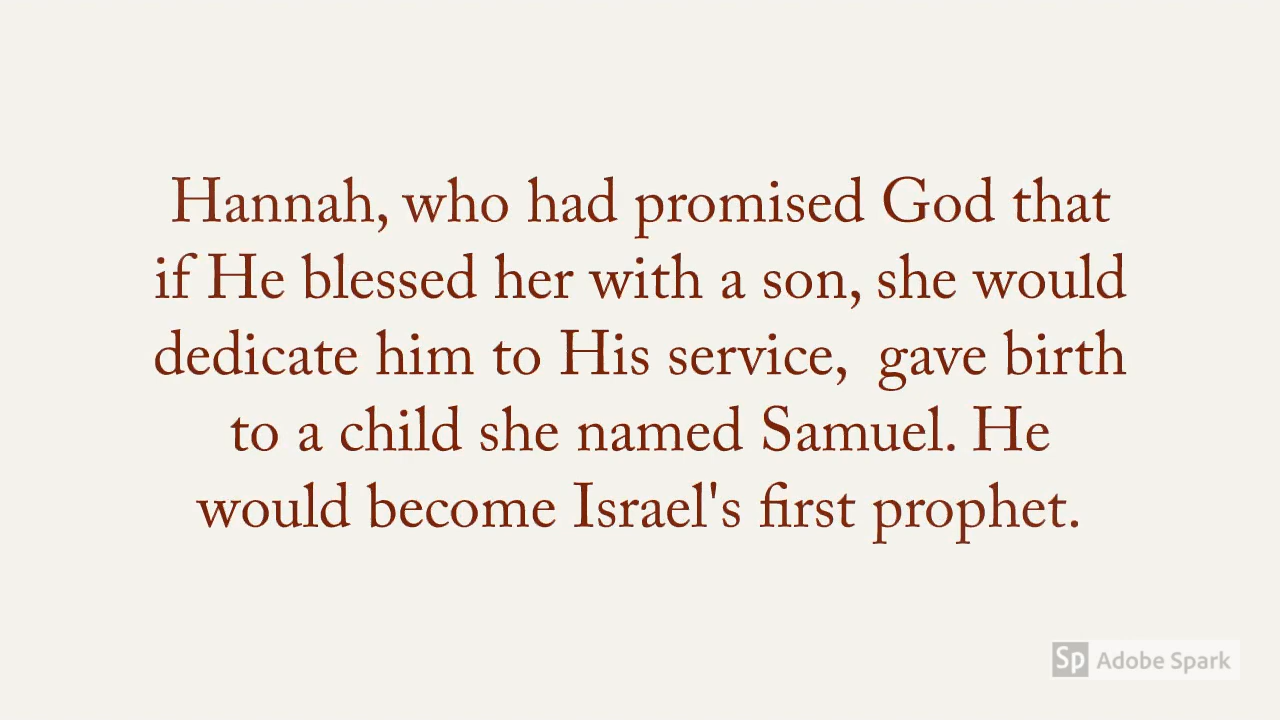 Hannah, who had promised God that
if He blessed her with a son, she would
dedicate him to His service,  gave birth
to a child she named Samuel. He
would become Israel's first prophet.
Sp Adobe Spark